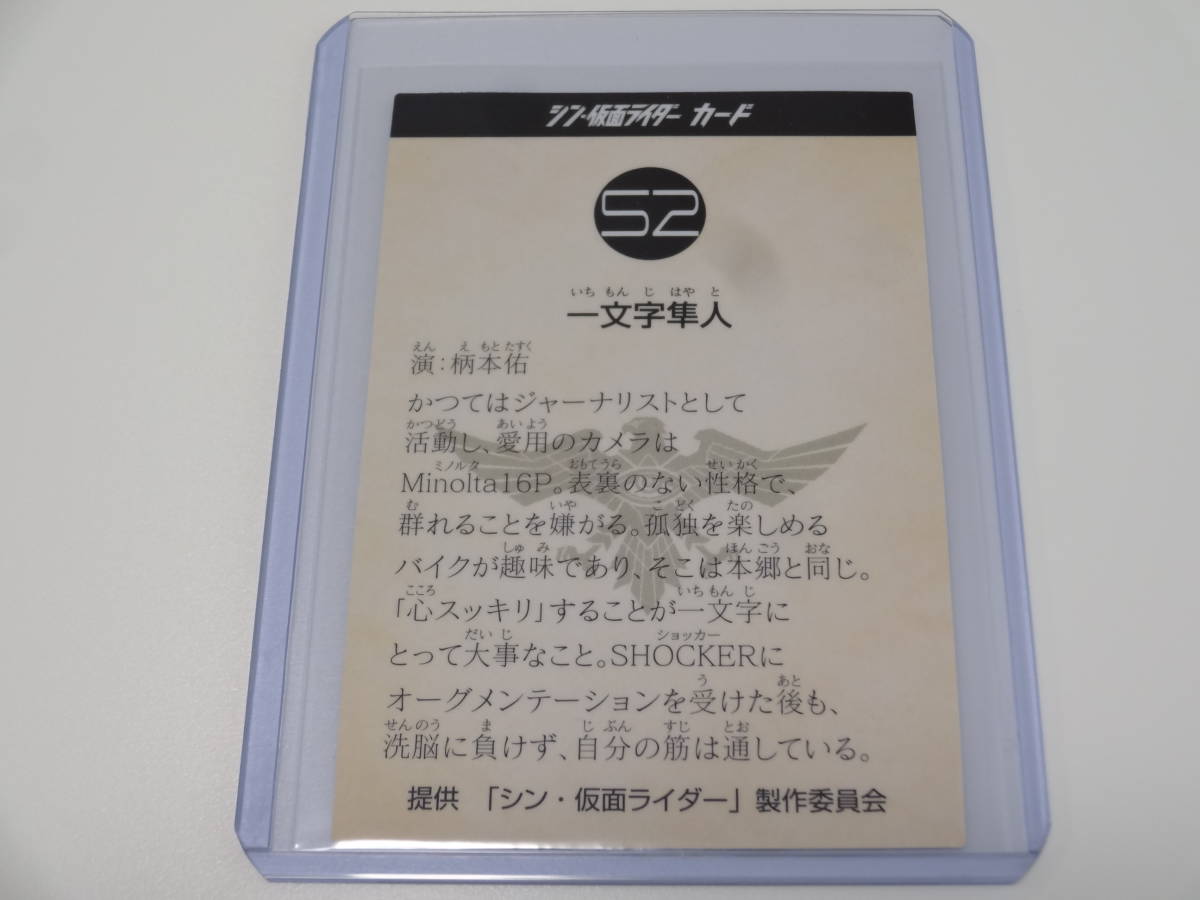 シン・仮面ライダー カード
52
いちもんじはやと
一文字隼人
えん えもとたすく
演：柄本佑
かつてはジャーナリストとして
かつどう あいよう
活動し、愛用のカメラは
ミノルタ おもてうら せいかく
Minolta16P。表裏のない性格で、
む いや こどく たの
群れることを嫌がる。孤独を楽しめる
しゅみ ほんごう おな
バイクが趣味であり、そこは本郷と同じ。
こころ いちもんじ
「心スッキリ」することが一文字に
だいじ ショッカー
とって大事なこと。SHOCKERに
う あと
オーグメンテーションを受けた後も、
せんのう ま じぶん すじ とお
洗脳に負けず、自分の筋は通している。
提供 「シン・仮面ライダー」製作委員会